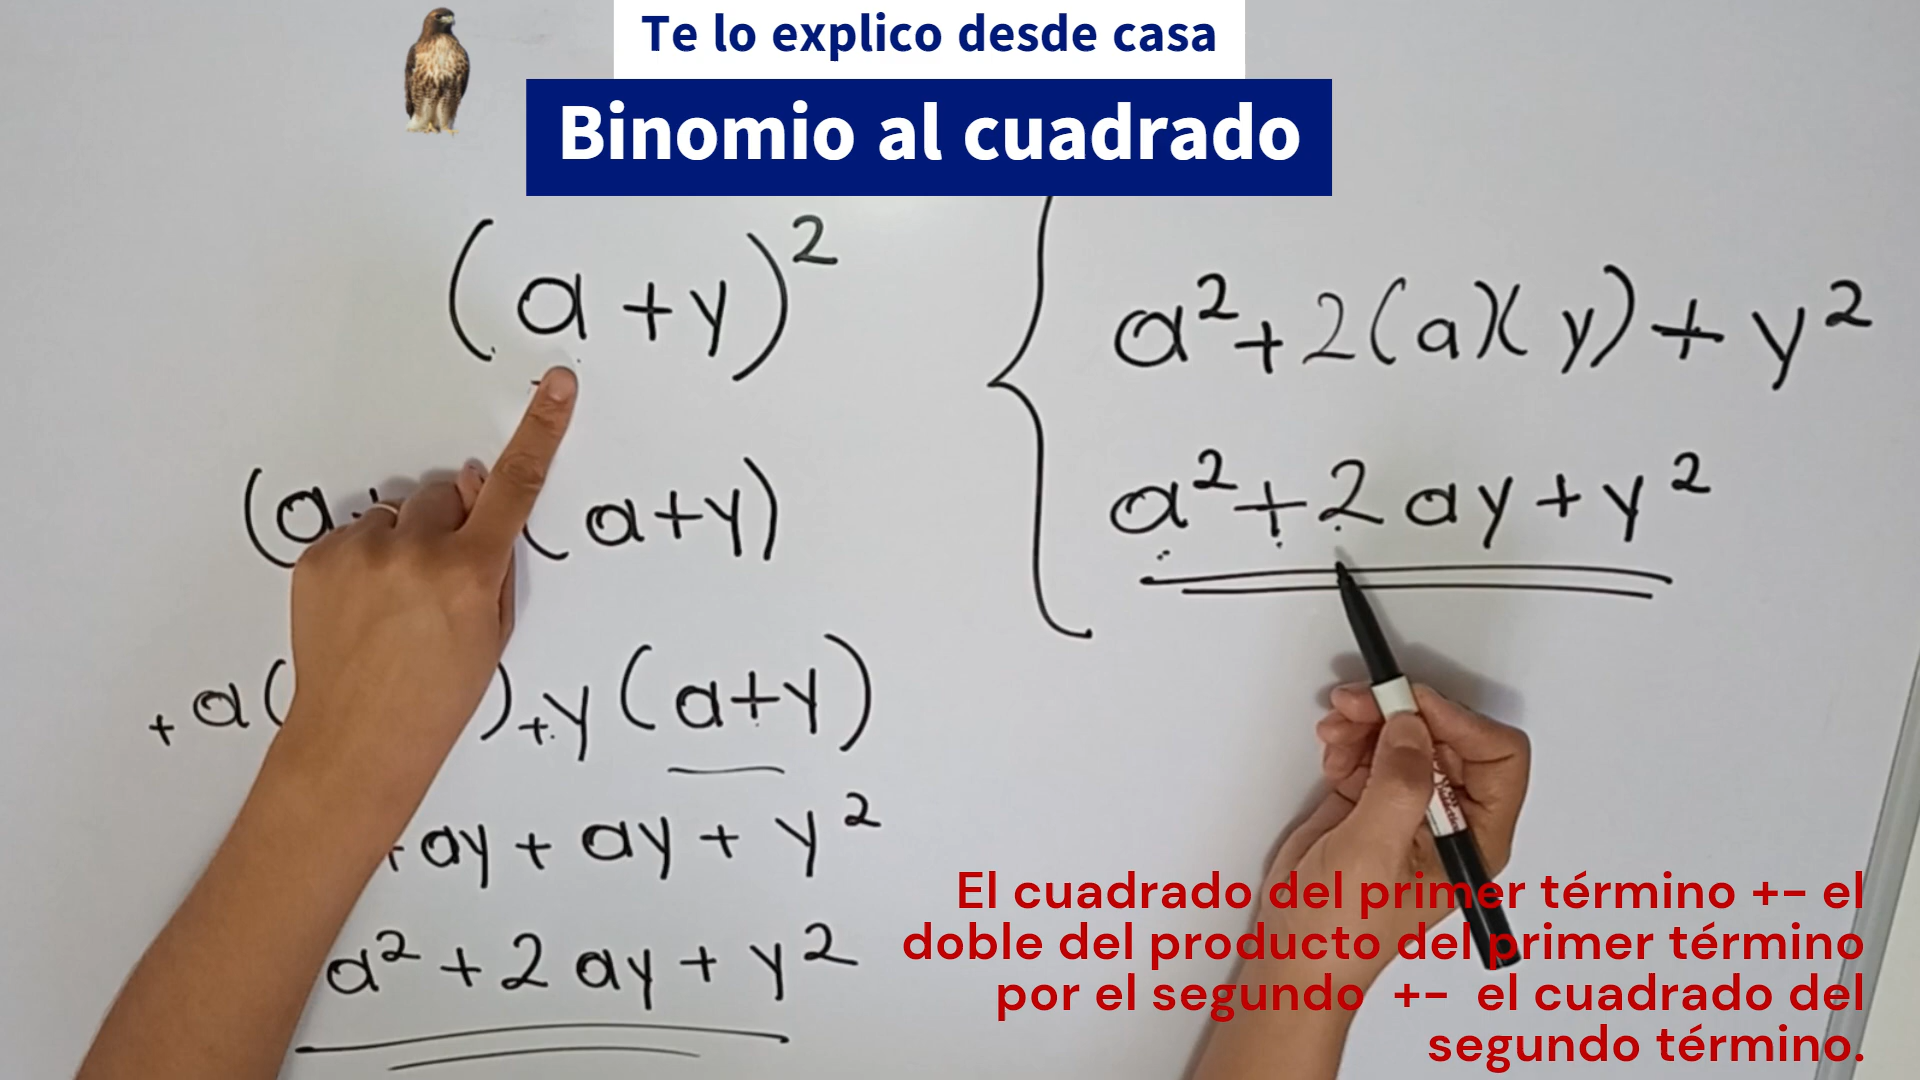 Te lo explico desde casa
Binomio al cuadrado
(a+y)²
(a+ (a+y)
+a( )+y(a+y)
+ay+ay+y²
a²+2ay+y²
a²+2(a)(y)+y²
a²+2ay+y²
El cuadrado del primer término +- el
doble del producto del primer término
por el segundo +- el cuadrado del
segundo término.